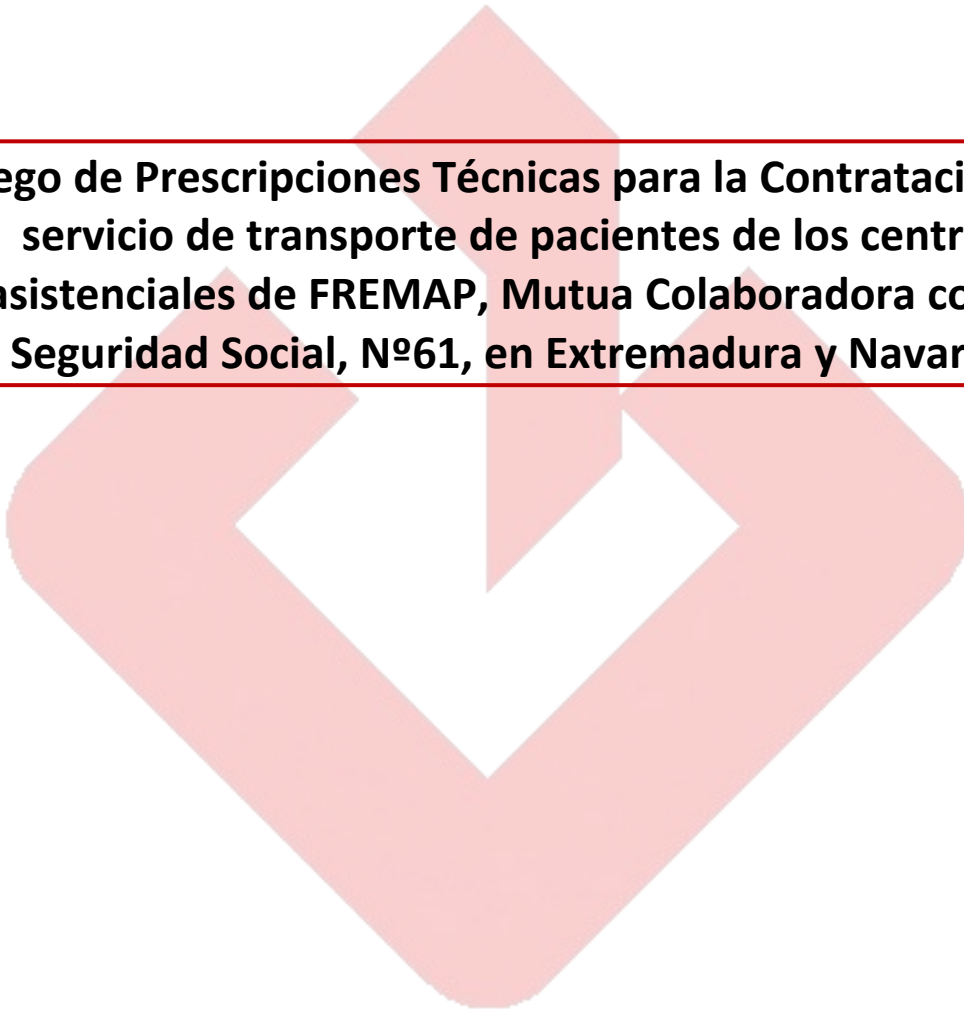 ego de Prescripciones Técnicas para la Contrataci
servicio de transporte de pacientes de los centr
asistenciales de FREMAP, Mutua Colaboradora co
Seguridad Social, Nº61, en Extremadura y Navar